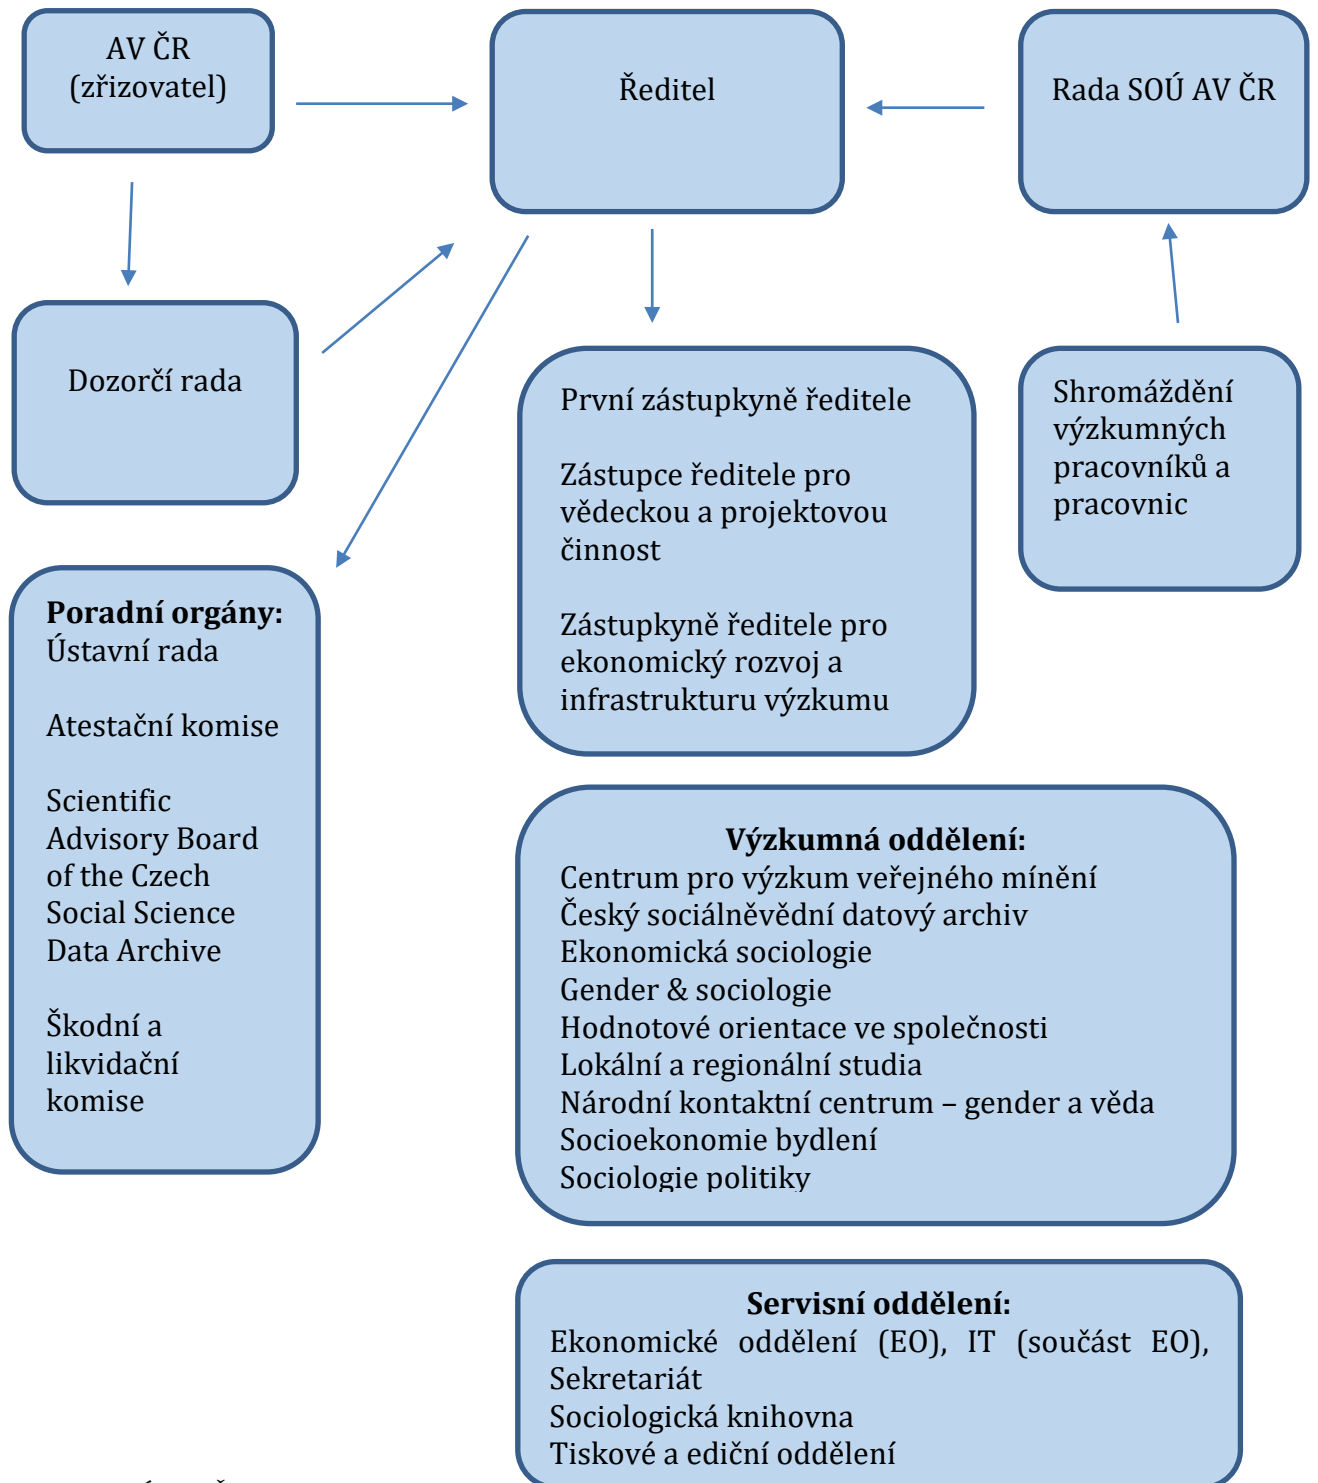 AV ČR
(zřizovatel)
Ředitel
Rada SOÚ AV ČR
Dozorčí rada
První zástupkyně ředitele
Zástupce ředitele pro
vědeckou a projektovou
činnost
Zástupkyně ředitele pro
ekonomický rozvoj a
infrastrukturu výzkumu
Shromáždění
výzkumných
pracovníků a
pracovnic
Poradní orgány:
Ústavní rada
Atestační komise
Scientific
Advisory Board
of the Czech
Social Science
Data Archive
Škodní a
likvidační
komise
Výzkumná oddělení:
Centrum pro výzkum veřejného mínění
Český sociálněvědní datový archiv
Ekonomická sociologie
Gender & sociologie
Hodnotové orientace ve společnosti
Lokální a regionální studia
Národní kontaktní centrum – gender a věda
Socioekonomie bydlení
Sociologie politiky
Servisní oddělení:
Ekonomické oddělení (EO), IT (součást EO),
Sekretariát
Sociologická knihovna
Tiskové a ediční oddělení